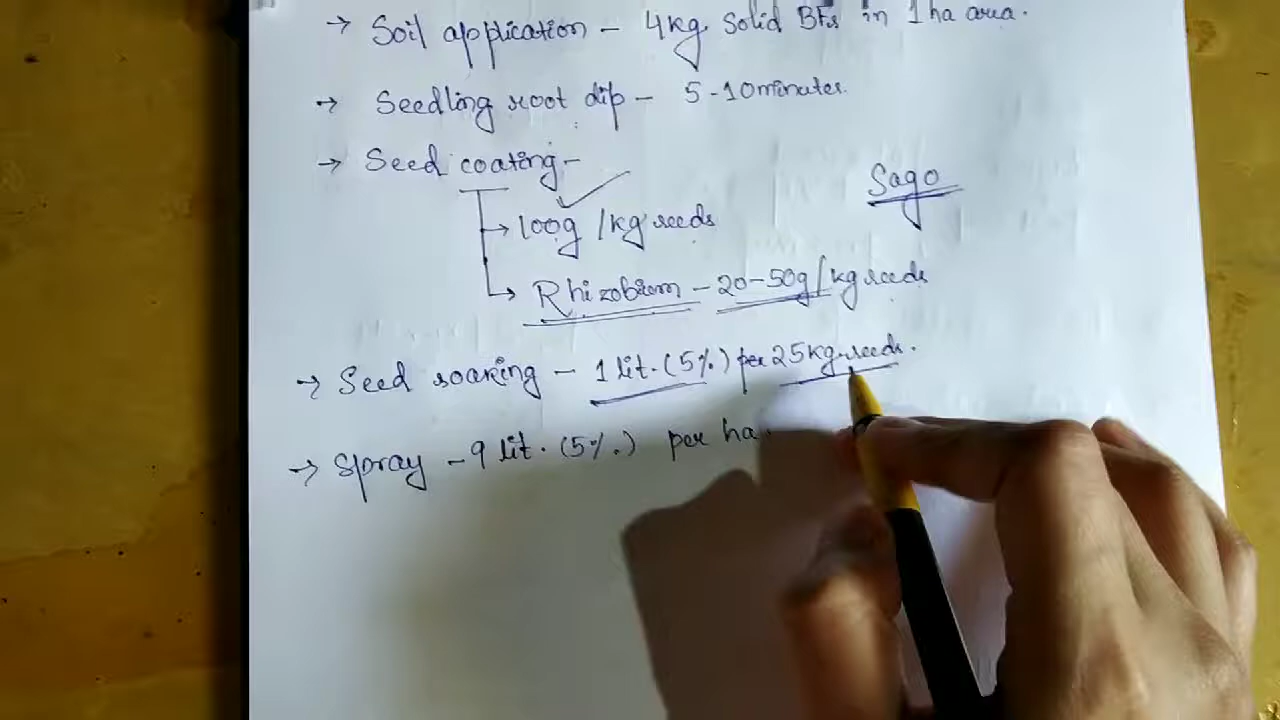 → Soil application - 4kg solid BFs in 1 ha area.
→ Seedling root dip - 5-10 minutes.
→ Seed coating -
Sago
→ 100g /kg seeds
→ Rhizobium - 20-50g/kg seeds
→ Seed soaking - 1 lit. (5%) per 25kg seeds.
→ Spray - 9 lit. (5%) per ha.